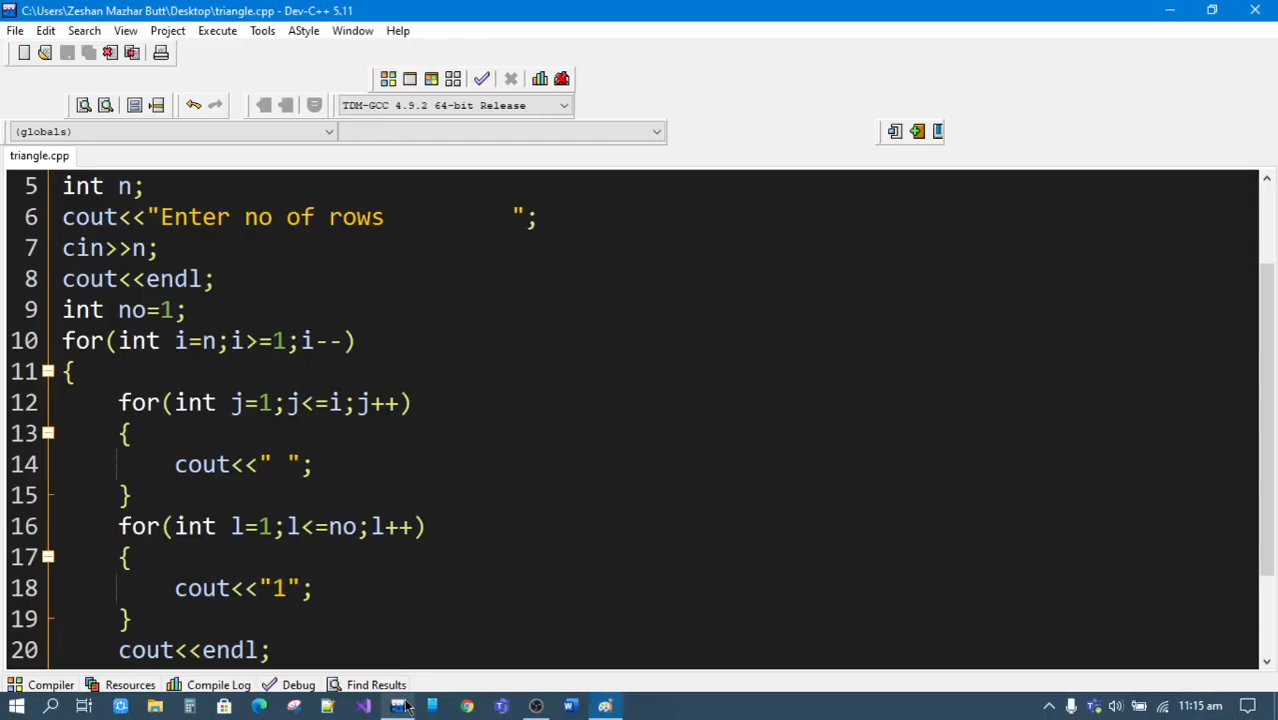 C:\Users\Zeshan Mazhar Butt\Desktop\triangle.cpp - Dev-C++ 5.11
File Edit Search View Project Execute Tools AStyle Window Help
TDM-GCC 4.9.2 64-bit Release
(globals)
triangle.cpp
5 int n;
6 cout<<"Enter no of rows         ";
7 cin>>n;
8 cout<<endl;
9 int no=1;
10 for(int i=n;i>=1;i--)
11 {
12     for(int j=1;j<=i;j++)
13     {
14         cout<<" ";
15     }
16     for(int l=1;l<=no;l++)
17     {
18         cout<<"1";
19     }
20     cout<<endl;
Compiler Resources Compile Log Debug Find Results
11:15 am